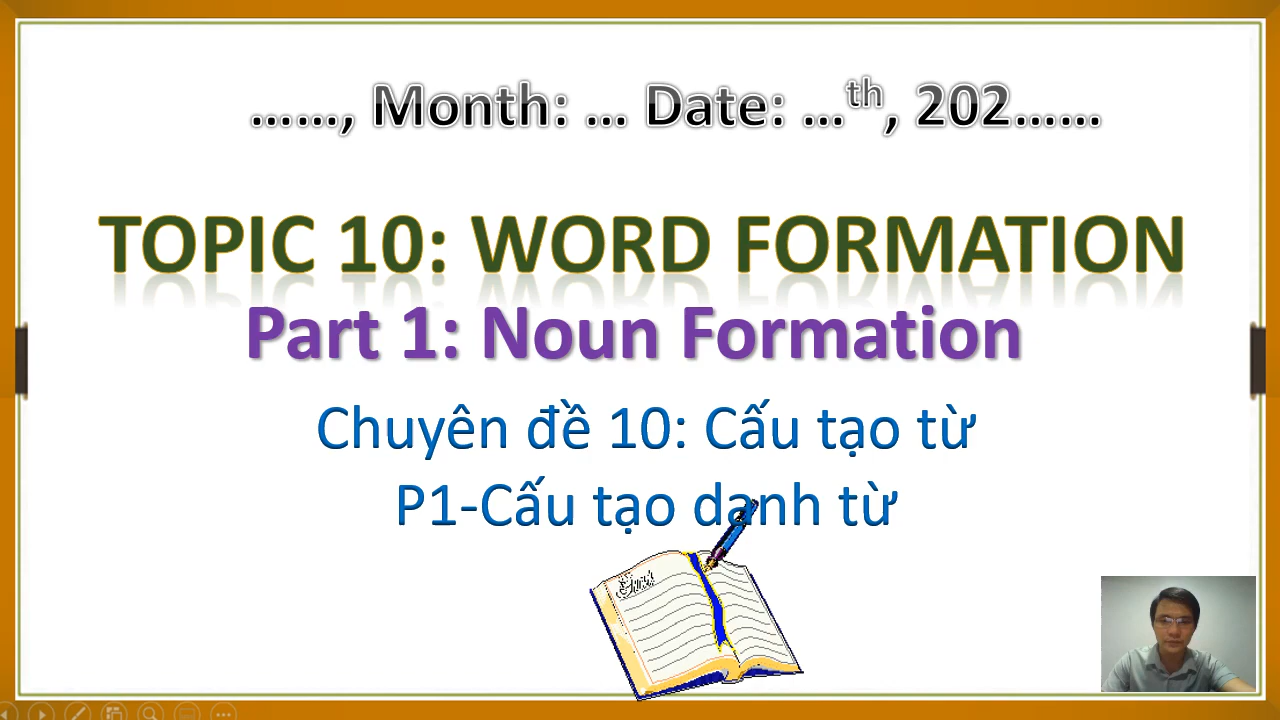 ……, Month: … Date: …th, 202……
TOPIC 10: WORD FORMATION
Part 1: Noun Formation
Chuyên đề 10: Cấu tạo từ
P1-Cấu tạo danh từ